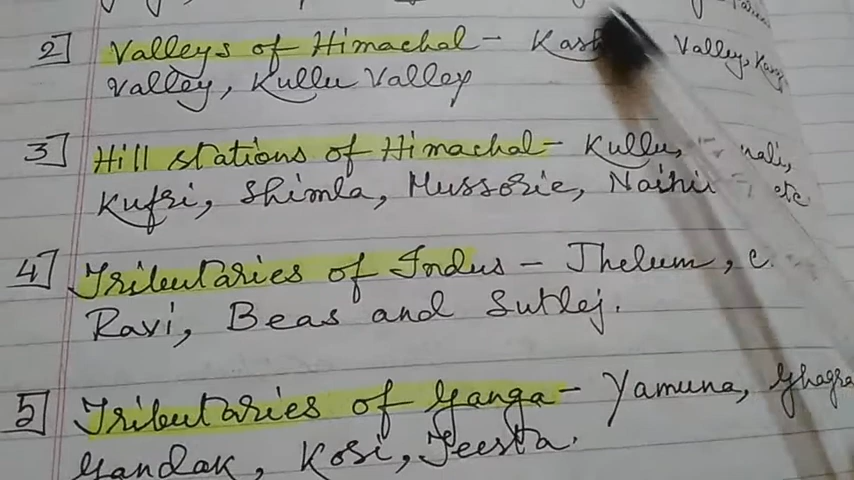 2] Valleys of Himachal - Valley,
Valley, Kullu Valley
3] Hill stations of Himachal - Kullu,
Kufri, Shimla, Mussorie, etc
4] Tributaries of Indus - Jhelum,
Ravi, Beas and Sutlej.
5] Tributaries of Ganga - Yamuna, Ghagra
Gandak, Kosi, Teesta.